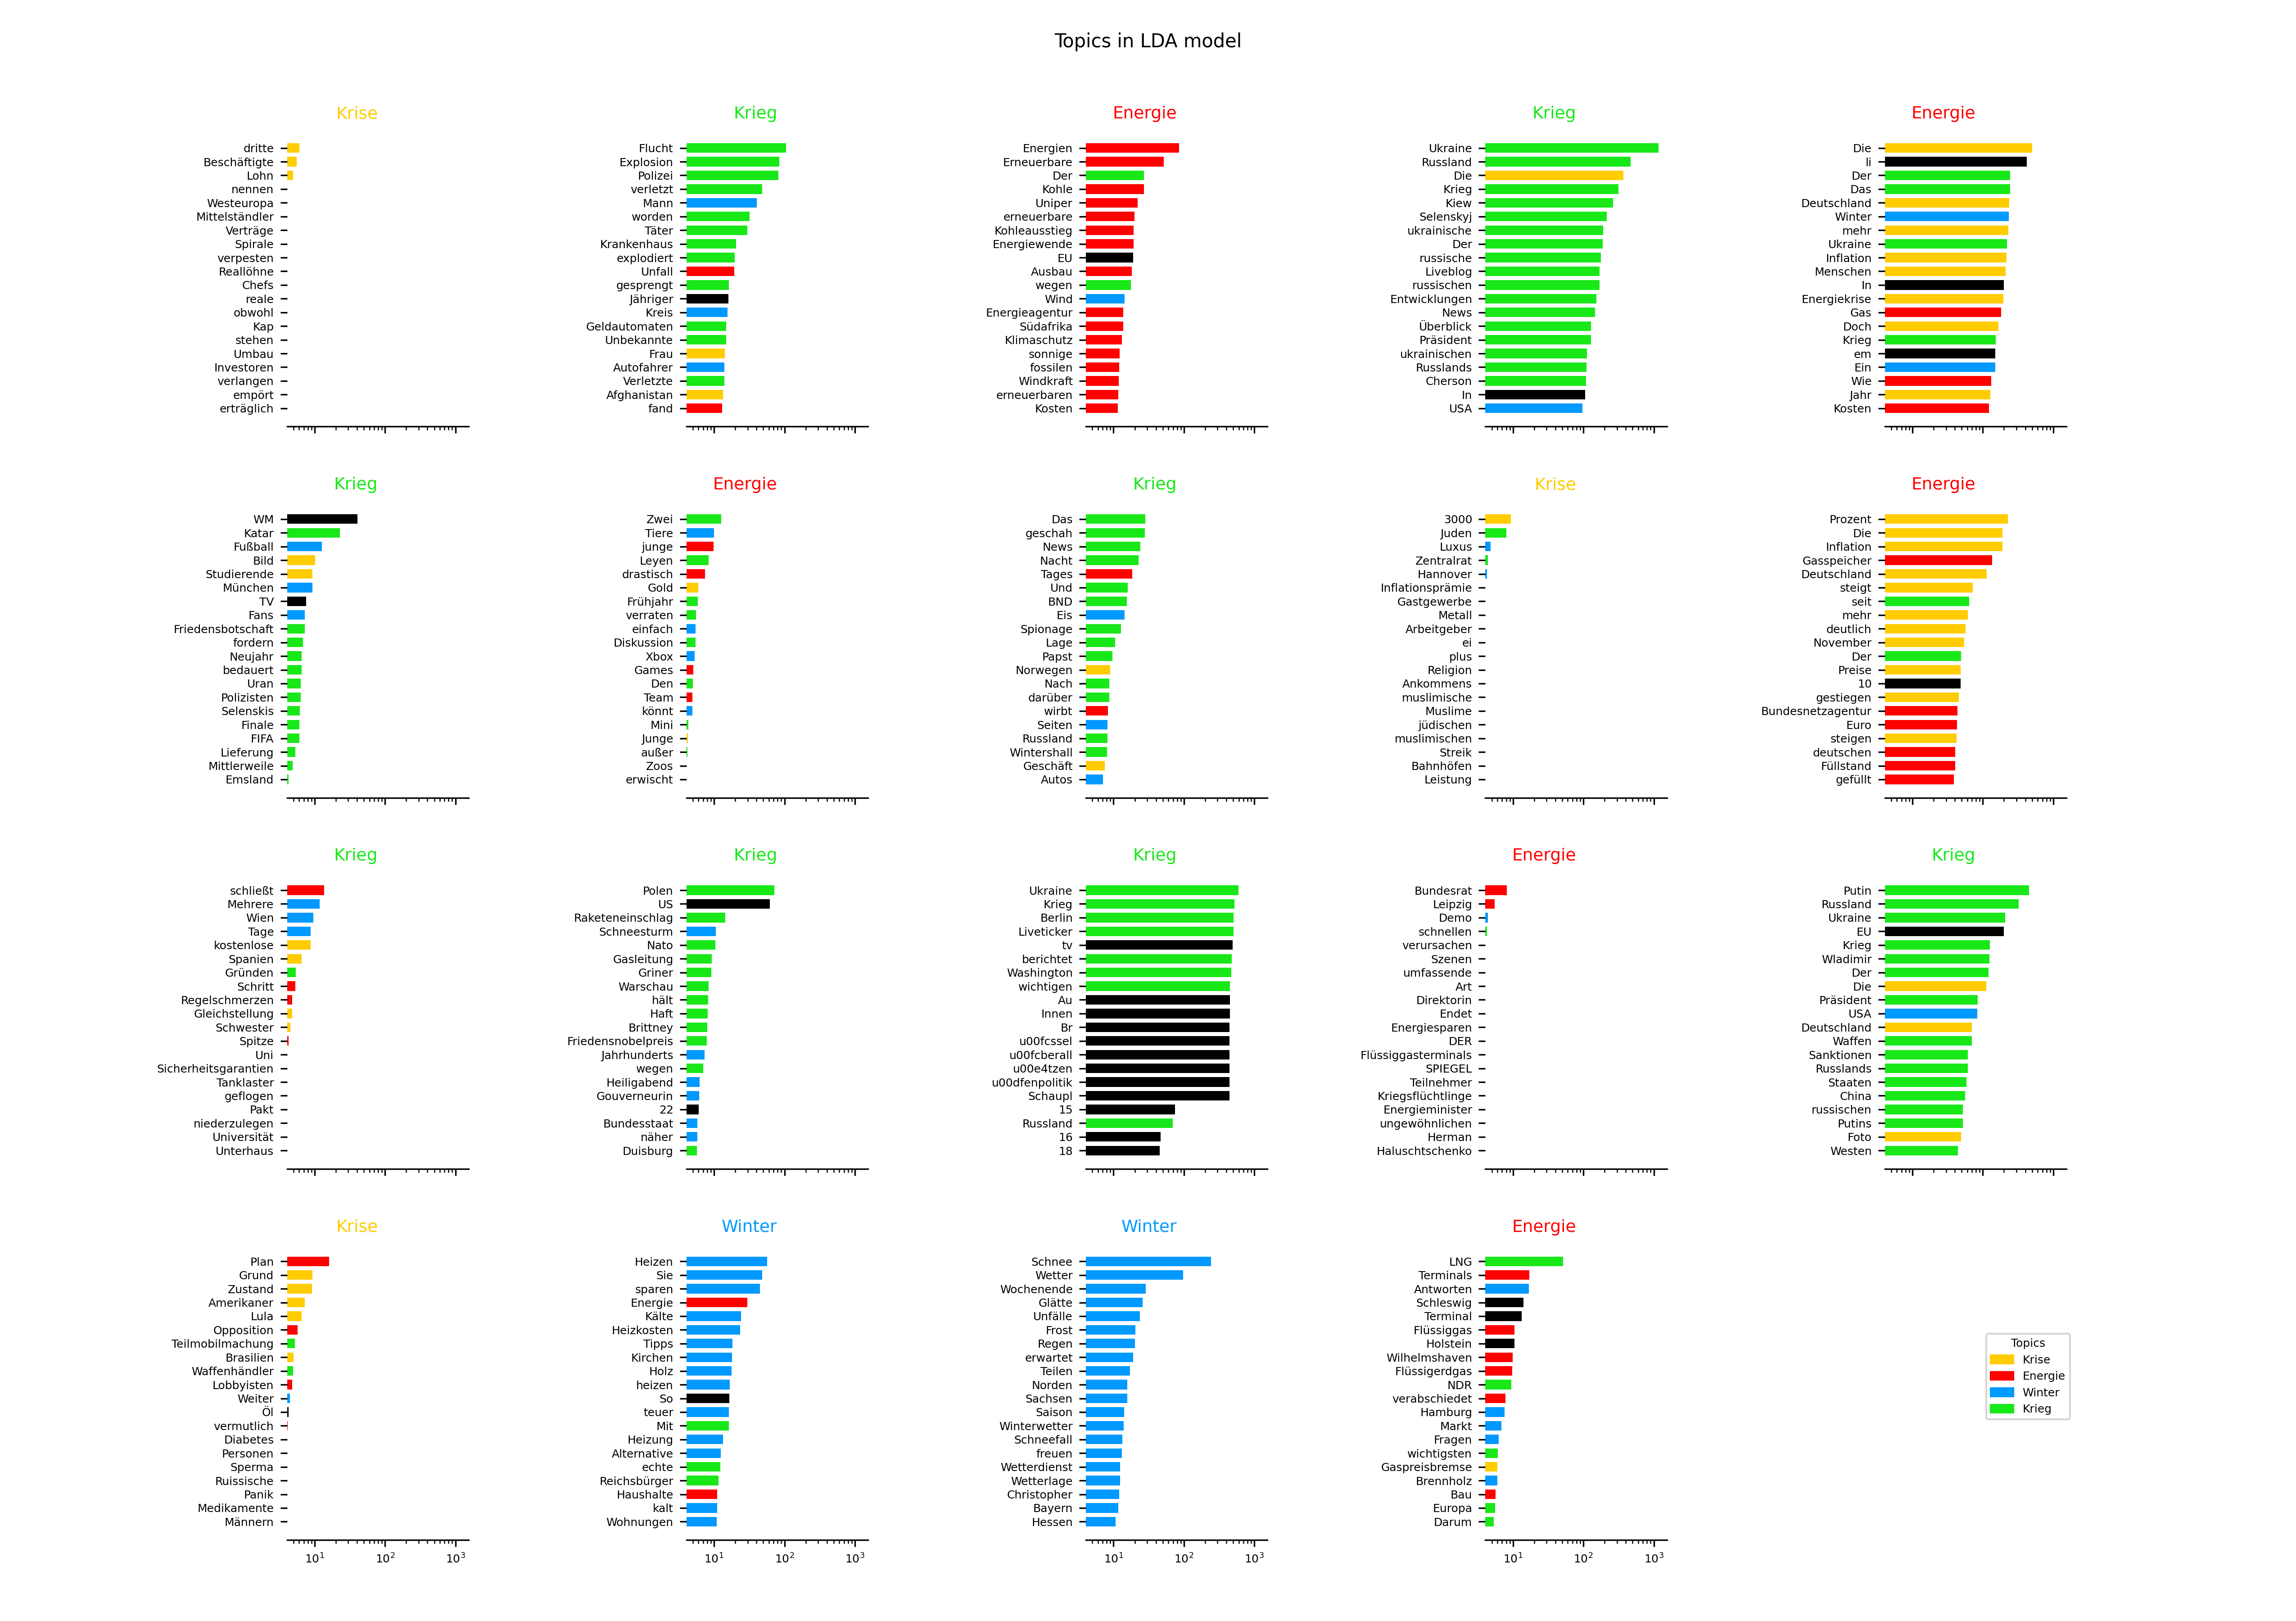 Topics in LDA model
Krise
dritte
Beschäftigte
Lohn
nennen
Westeuropa
Mittelständler
Verträge
Spirale
verpesten
Reallöhne
Chefs
reale
obwohl
Kap
stehen
Umbau
Investoren
verlangen
empört
erträglich
Krieg
Flucht
Explosion
Polizei
verletzt
Mann
worden
Täter
Krankenhaus
explodiert
Unfall
gesprengt
Jähriger
Kreis
Geldautomaten
Unbekannte
Frau
Autofahrer
Verletzte
Afghanistan
fand
Energie
Energien
Erneuerbare
Der
Kohle
Uniper
erneuerbare
Kohleausstieg
Energiewende
EU
Ausbau
wegen
Wind
Energieagentur
Südafrika
Klimaschutz
sonnige
fossilen
Windkraft
erneuerbaren
Kosten
Krieg
Ukraine
Russland
Die
Krieg
Kiew
Selenskyj
ukrainische
Der
russische
Liveblog
russischen
Entwicklungen
News
Überblick
Präsident
ukrainischen
Russlands
Cherson
In
USA
Energie
Die
li
Der
Das
Deutschland
Winter
mehr
Ukraine
Inflation
Menschen
In
Energiekrise
Gas
Doch
Krieg
em
Ein
Wie
Jahr
Kosten
Krieg
WM
Katar
Fußball
Bild
Studierende
München
TV
Fans
Friedensbotschaft
fordern
Neujahr
bedauert
Uran
Polizisten
Selenskis
Finale
FIFA
Lieferung
Mittlerweile
Emsland
Energie
Zwei
Tiere
junge
Leyen
drastisch
Gold
Frühjahr
verraten
einfach
Diskussion
Xbox
Games
Den
Team
könnt
Mini
Junge
außer
Zoos
erwischt
Krieg
Das
geschah
News
Nacht
Tages
Und
BND
Eis
Spionage
Lage
Papst
Norwegen
Nach
darüber
wirbt
Seiten
Russland
Wintershall
Geschäft
Autos
Krise
3000
Juden
Luxus
Zentralrat
Hannover
Inflationsprämie
Gastgewerbe
Metall
Arbeitgeber
ei
plus
Religion
Ankommens
muslimische
Muslime
jüdischen
muslimischen
Streik
Bahnhöfen
Leistung
Energie
Prozent
Die
Inflation
Gasspeicher
Deutschland
steigt
seit
mehr
deutlich
November
Der
Preise
10
gestiegen
Bundesnetzagentur
Euro
steigen
deutschen
Füllstand
gefüllt
Krieg
schließt
Mehrere
Wien
Tage
kostenlose
Spanien
Gründen
Schritt
Regelschmerzen
Gleichstellung
Schwester
Spitze
Uni
Sicherheitsgarantien
Tanklaster
geflogen
Pakt
niederzulegen
Universität
Unterhaus
Krieg
Polen
US
Raketeneinschlag
Schneesturm
Nato
Gasleitung
Griner
Warschau
hält
Haft
Brittney
Friedensnobelpreis
Jahrhunderts
wegen
Heiligabend
Gouverneurin
22
Bundesstaat
näher
Duisburg
Krieg
Ukraine
Krieg
Berlin
Liveticker
tv
berichtet
Washington
wichtigen
Au
Innen
Br
u00fcssel
u00fcberall
u00e4tzen
u00dfenpolitik
Schaupl
15
Russland
16
18
Energie
Bundesrat
Leipzig
Demo
schnellen
verursachen
Szenen
umfassende
Art
Direktorin
Endet
Energiesparen
DER
Flüssiggasterminals
SPIEGEL
Teilnehmer
Kriegsflüchtlinge
Energieminister
ungewöhnlichen
Herman
Haluschtschenko
Krieg
Putin
Russland
Ukraine
EU
Krieg
Wladimir
Der
Die
Präsident
USA
Deutschland
Waffen
Sanktionen
Russlands
Staaten
China
russischen
Putins
Foto
Westen
Krise
Plan
Grund
Zustand
Amerikaner
Lula
Opposition
Teilmobilmachung
Brasilien
Waffenhändler
Lobbyisten
Weiter
Öl
vermutlich
Diabetes
Personen
Sperma
Ruissische
Panik
Medikamente
Männern
10¹ 10² 10³
Winter
Heizen
Sie
sparen
Energie
Kälte
Heizkosten
Tipps
Kirchen
Holz
heizen
So
teuer
Mit
Heizung
Alternative
echte
Reichsbürger
Haushalte
kalt
Wohnungen
10¹ 10² 10³
Winter
Schnee
Wetter
Wochenende
Glätte
Unfälle
Frost
Regen
erwartet
Teilen
Norden
Sachsen
Saison
Winterwetter
Schneefall
freuen
Wetterdienst
Wetterlage
Christopher
Bayern
Hessen
10¹ 10² 10³
Energie
LNG
Terminals
Antworten
Schleswig
Terminal
Flüssiggas
Holstein
Wilhelmshaven
Flüssigerdgas
NDR
verabschiedet
Hamburg
Markt
Fragen
wichtigsten
Gaspreisbremse
Brennholz
Bau
Europa
Darum
10¹ 10² 10³
Topics
Krise
Energie
Winter
Krieg